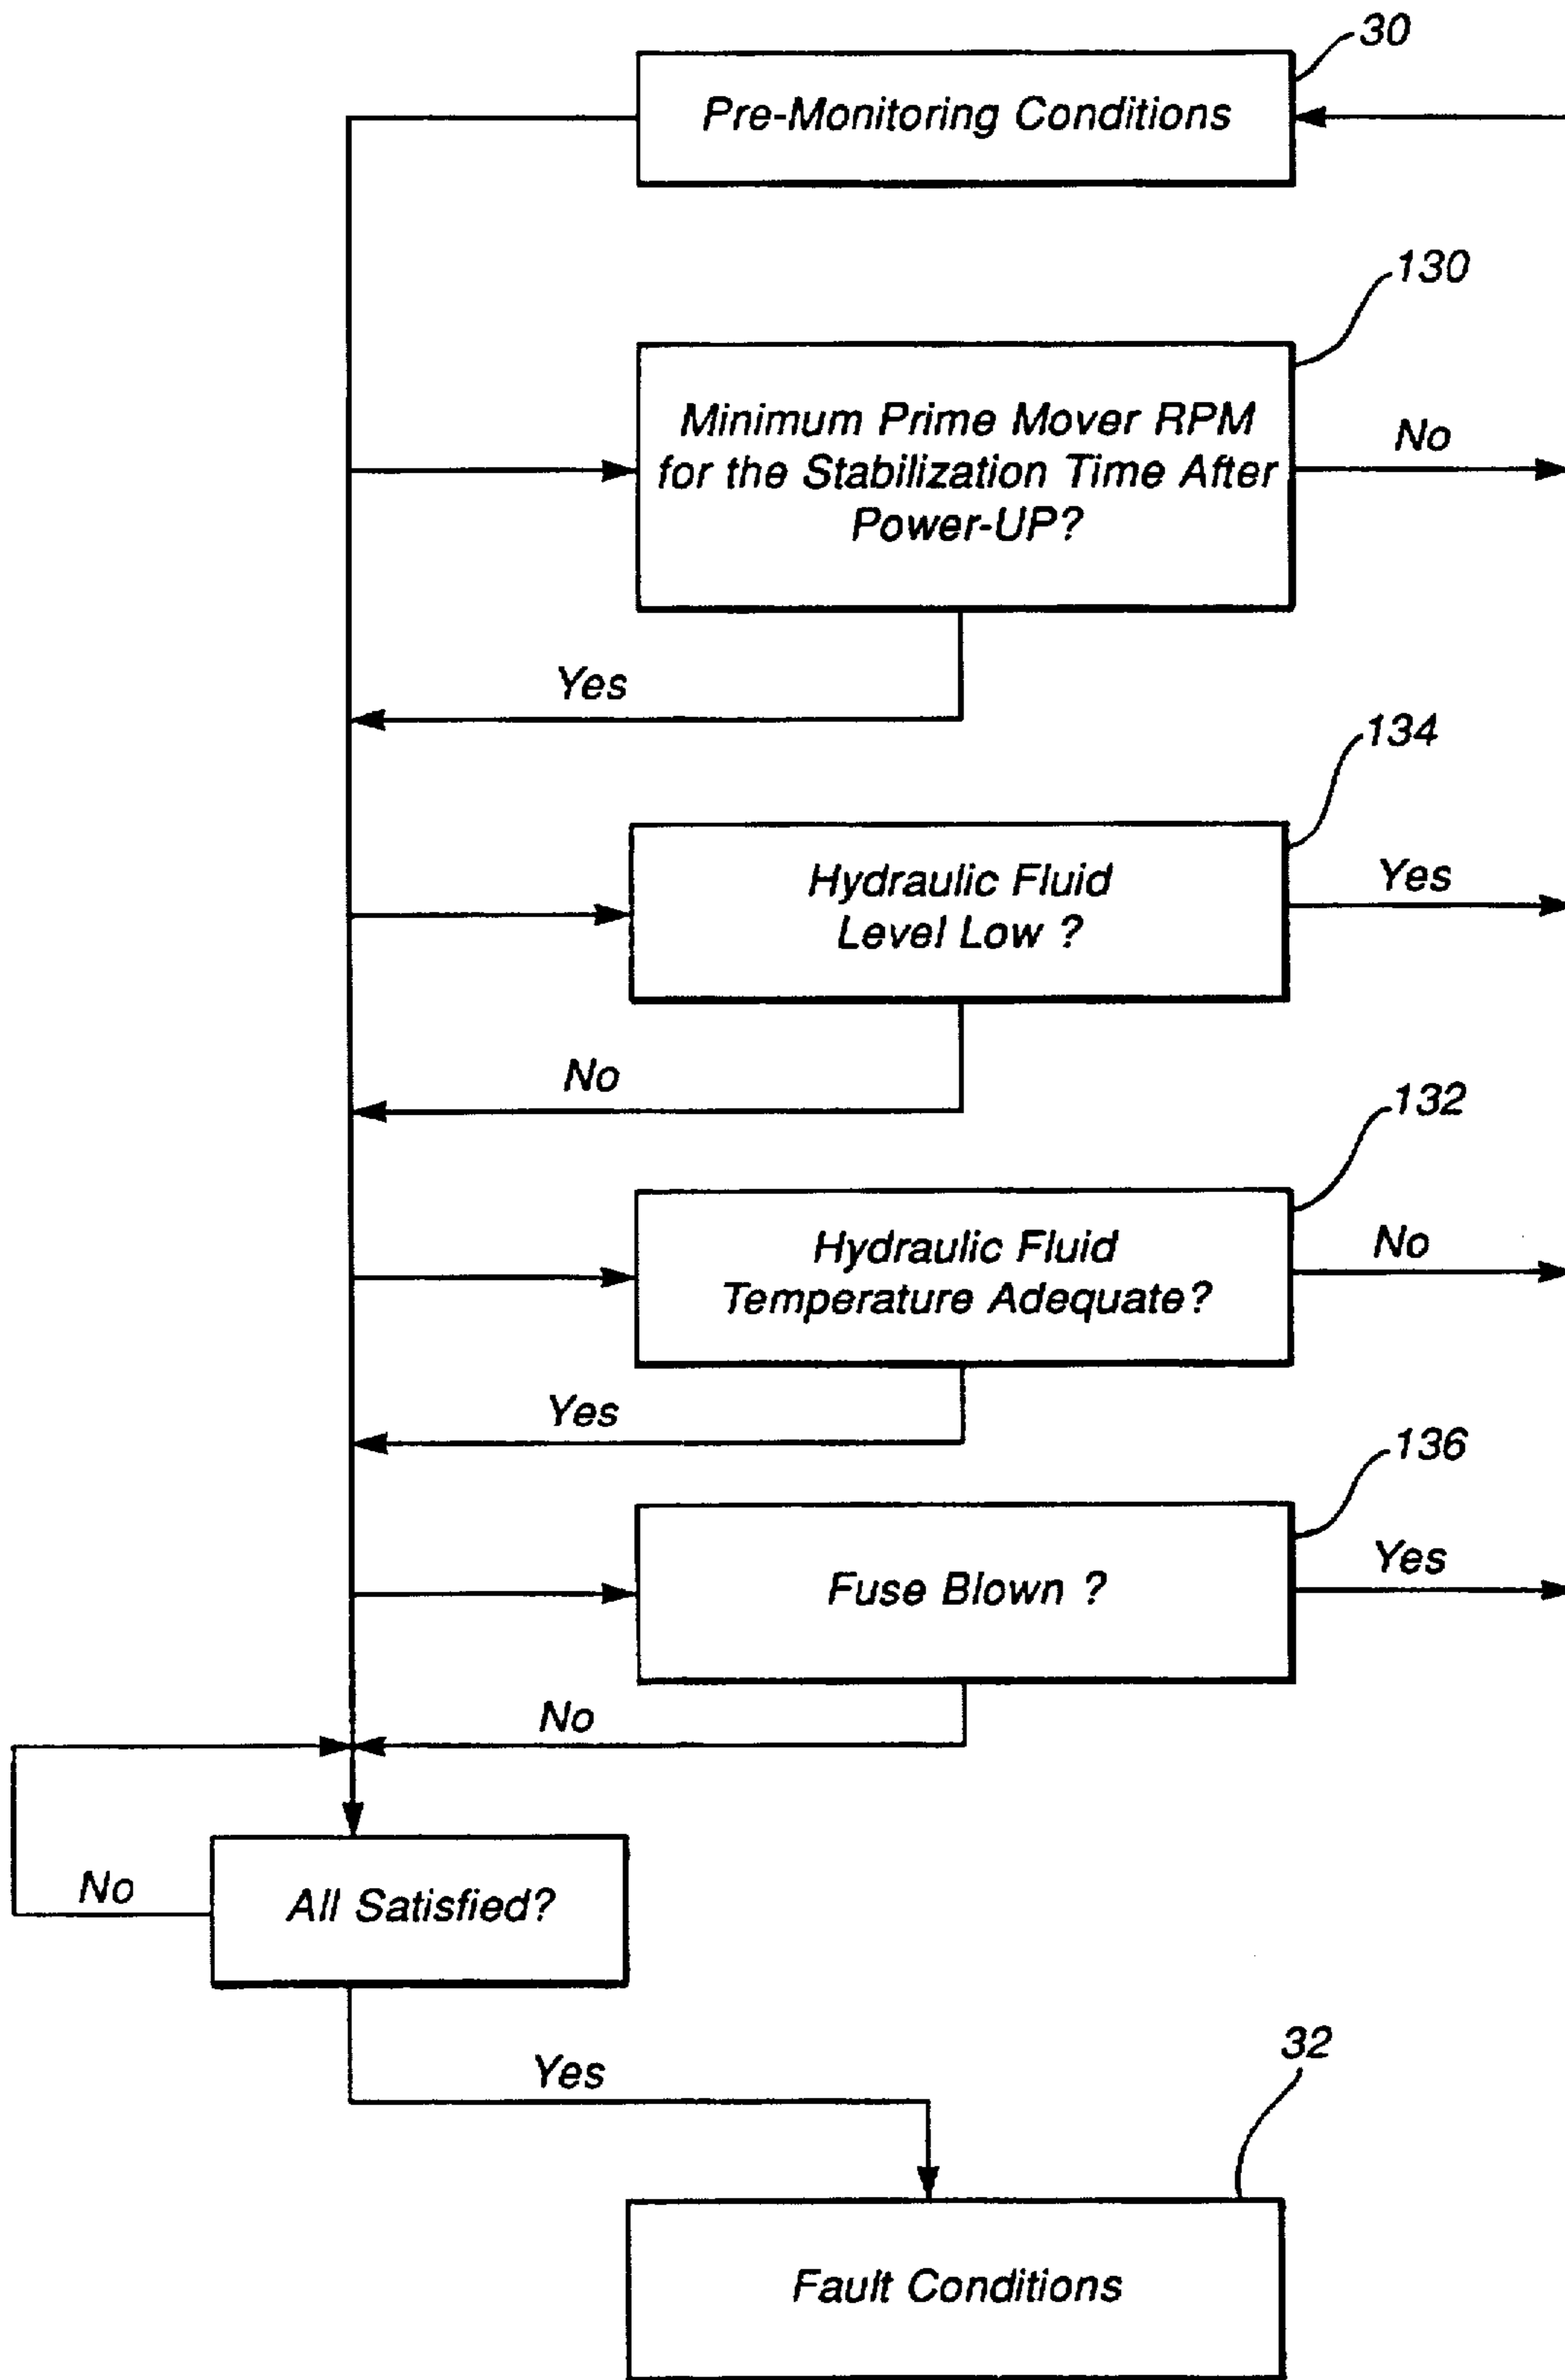 30
Pre-Monitoring Conditions
130
Minimum Prime Mover RPM
for the Stabilization Time After
Power-UP?
No
Yes
134
Hydraulic Fluid
Level Low ?
Yes
No
132
Hydraulic Fluid
Temperature Adequate?
No
Yes
136
Fuse Blown ?
Yes
No
No
All Satisfied?
Yes
32
Fault Conditions